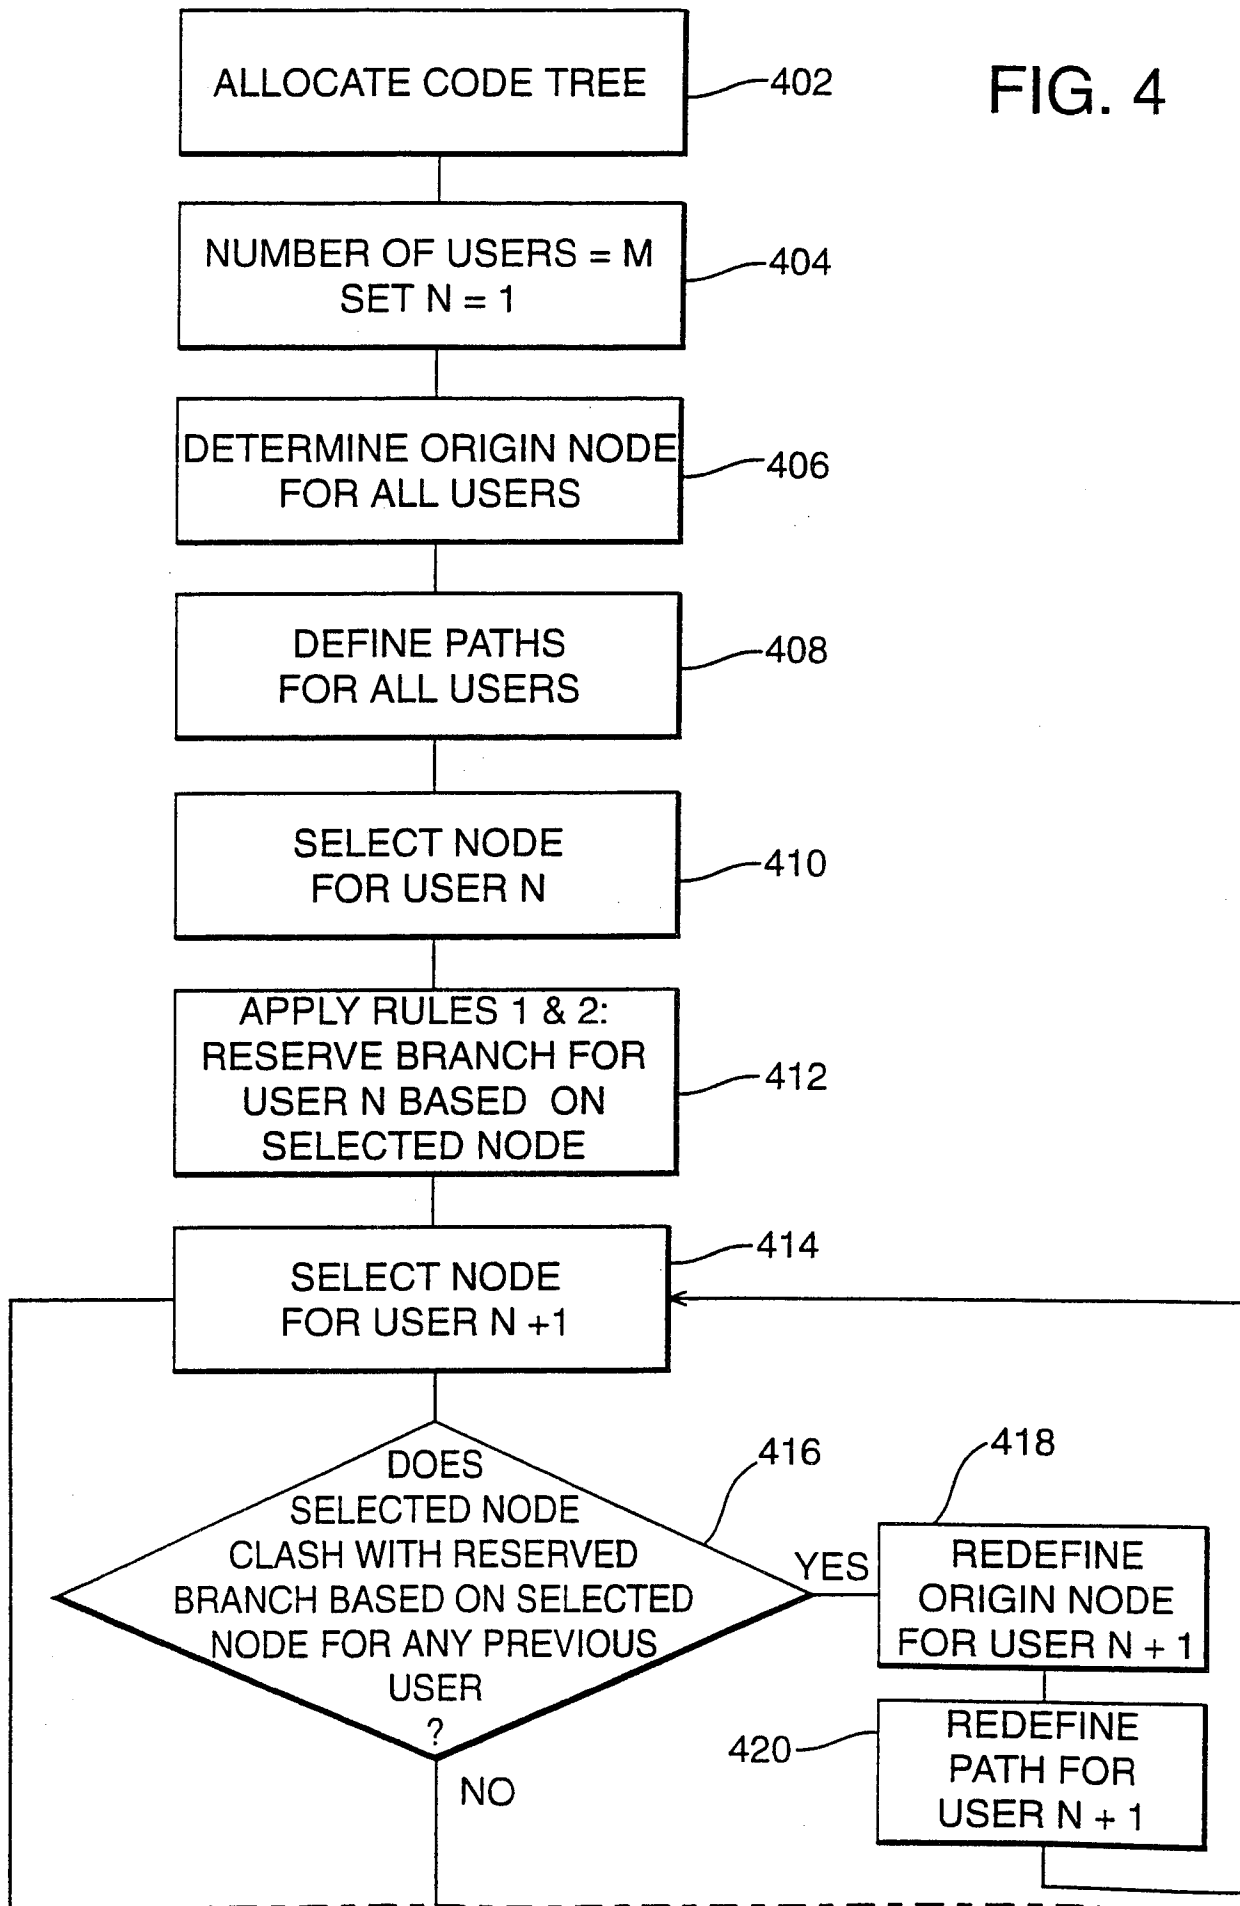 ALLOCATE CODE TREE
402
FIG. 4
NUMBER OF USERS = M
SET N = 1
404
DETERMINE ORIGIN NODE
FOR ALL USERS
406
DEFINE PATHS
FOR ALL USERS
408
SELECT NODE
FOR USER N
410
APPLY RULES 1 & 2:
RESERVE BRANCH FOR
USER N BASED ON
SELECTED NODE
412
SELECT NODE
FOR USER N +1
414
DOES
SELECTED NODE
CLASH WITH RESERVED
BRANCH BASED ON SELECTED
NODE FOR ANY PREVIOUS
USER
?
416
YES
NO
REDEFINE
ORIGIN NODE
FOR USER N + 1
418
REDEFINE
PATH FOR
USER N + 1
420